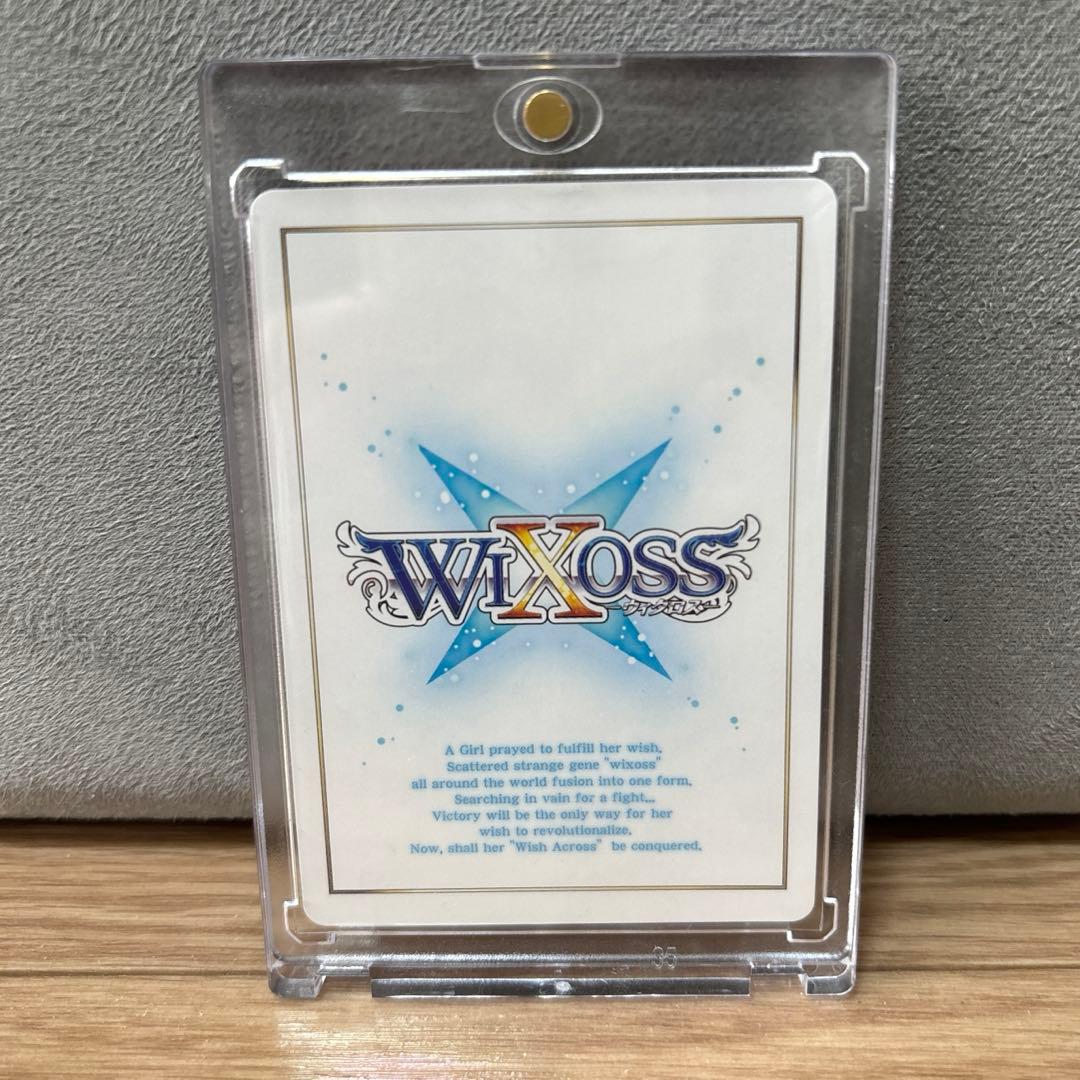 WIXOSS
ウィクロス
A Girl prayed to fulfill her wish,
Scattered strange gene "wixoss"
all around the world fusion into one form.
Searching in vain for a fight...
Victory will be the only way for her
wish to revolutionalize.
Now, shall her "Wish Across" be conquered.
35